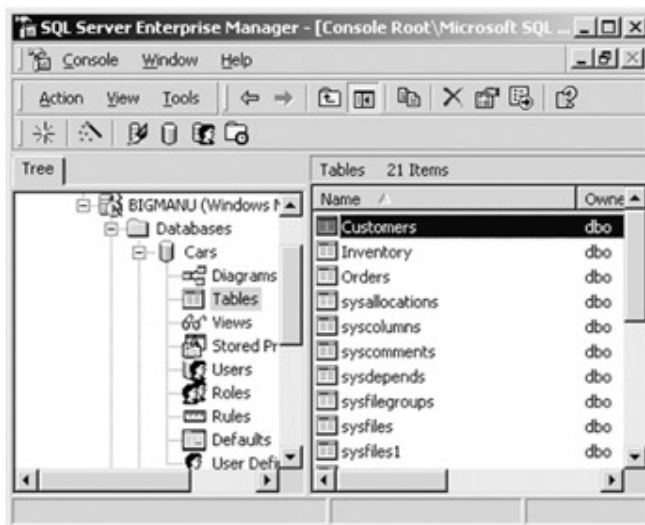 SQL Server Enterprise Manager - [Console Root\Microsoft SQL ...
Console Window Help
Action View Tools
Tree
BIGMANU (Windows N
Databases
Cars
Diagrams
Tables
Views
Stored Pr
Users
Roles
Rules
Defaults
User Defi
Tables 21 Items
Name Owne
Customers dbo
Inventory dbo
Orders dbo
sysallocations dbo
syscolumns dbo
syscomments dbo
sysdepends dbo
sysfilegroups dbo
sysfiles dbo
sysfiles1 dbo